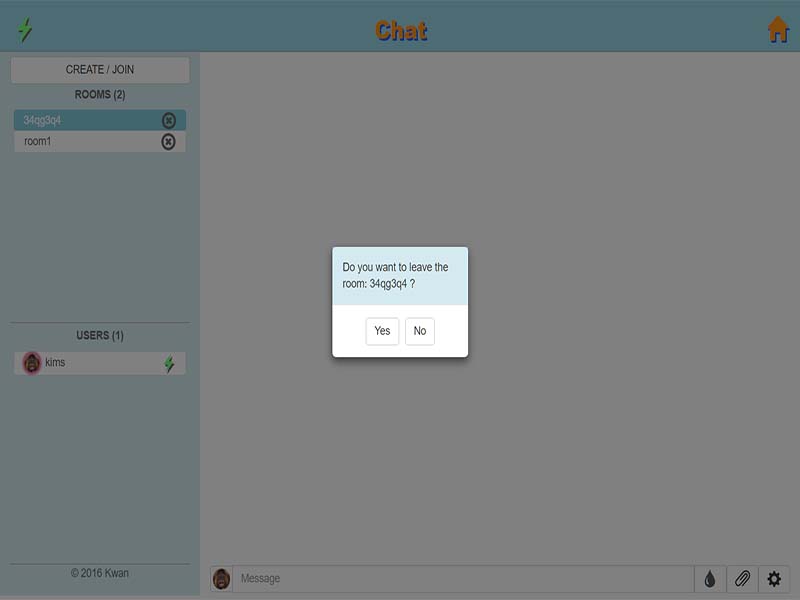 Chat
CREATE / JOIN
ROOMS (2)
34qg3q4
room1
Do you want to leave the
room: 34qg3q4 ?
Yes No
USERS (1)
kims
© 2016 Kwan
Message